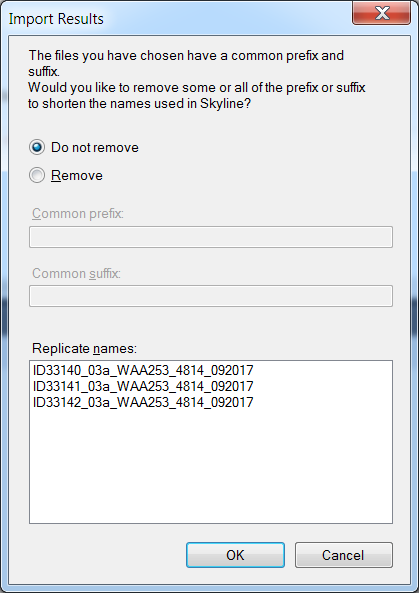 Import Results
The files you have chosen have a common prefix and
suffix.
Would you like to remove some or all of the prefix or suffix
to shorten the names used in Skyline?
Do not remove
Remove
Common prefix:
Common suffix:
Replicate names:
ID33140_03a_WAA253_4814_092017
ID33141_03a_WAA253_4814_092017
ID33142_03a_WAA253_4814_092017
OK
Cancel